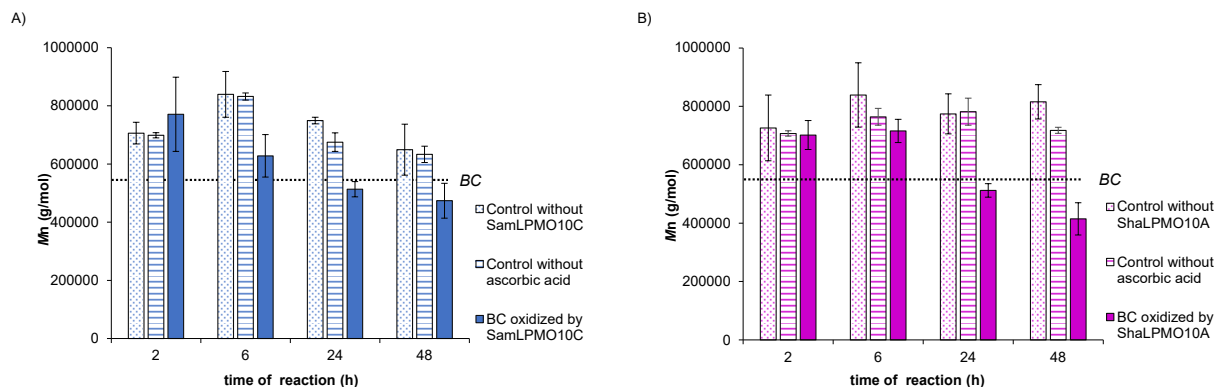 A)
1000000
800000
600000
400000
200000
0
Mn (g/mol)
2 6 24 48
time of reaction (h)
BC
Control without
SamLPMO10C
Control without
ascorbic acid
BC oxidized by
SamLPMO10C
B)
1000000
800000
600000
400000
200000
0
Mn (g/mol)
2 6 24 48
time of reaction (h)
BC
Control without
ShaLPMO10A
Control without
ascorbic acid
BC oxidized by
ShaLPMO10A